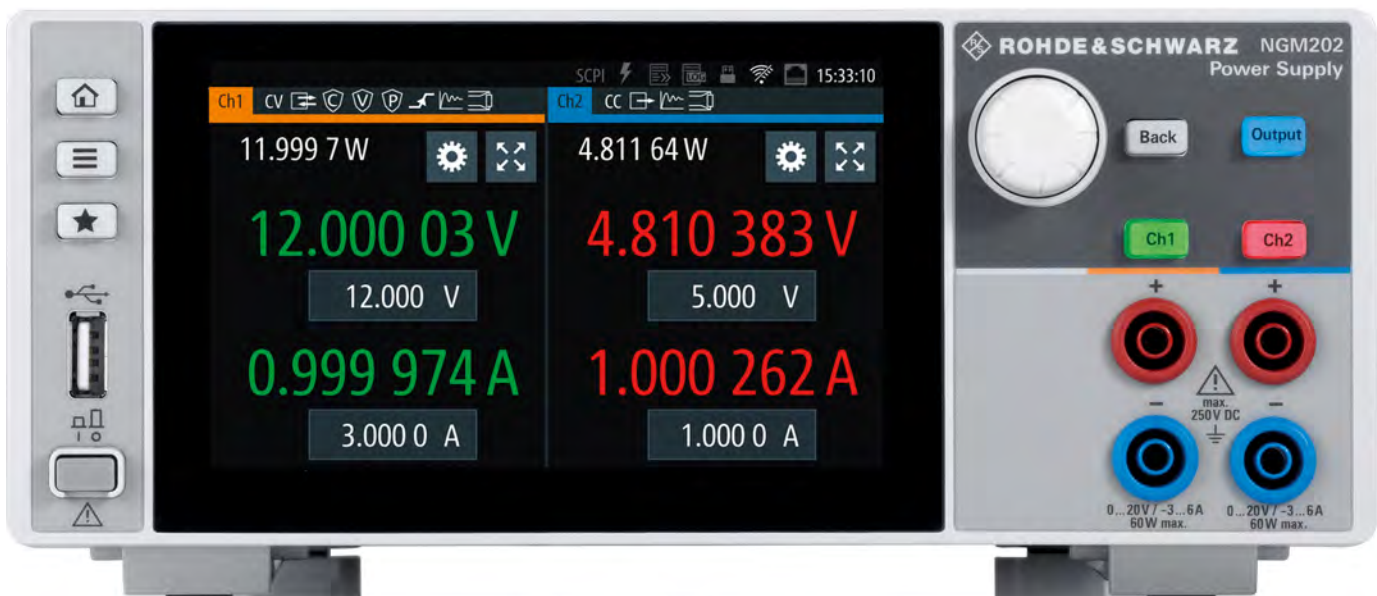 ROHDE&SCHWARZ NGM202
Power Supply
SCPI LOG 15:33:10
Ch1 CV C V P
Ch2 CC
11.999 7 W
4.811 64 W
12.000 03 V
4.810 383 V
12.000 V
5.000 V
0.999 974 A
1.000 262 A
3.000 0 A
1.000 0 A
Back
Output
Ch1
Ch2
+ +
max.
250V DC
- -
I O
0...20V / -3...6A
60W max.
0...20V / -3...6A
60W max.